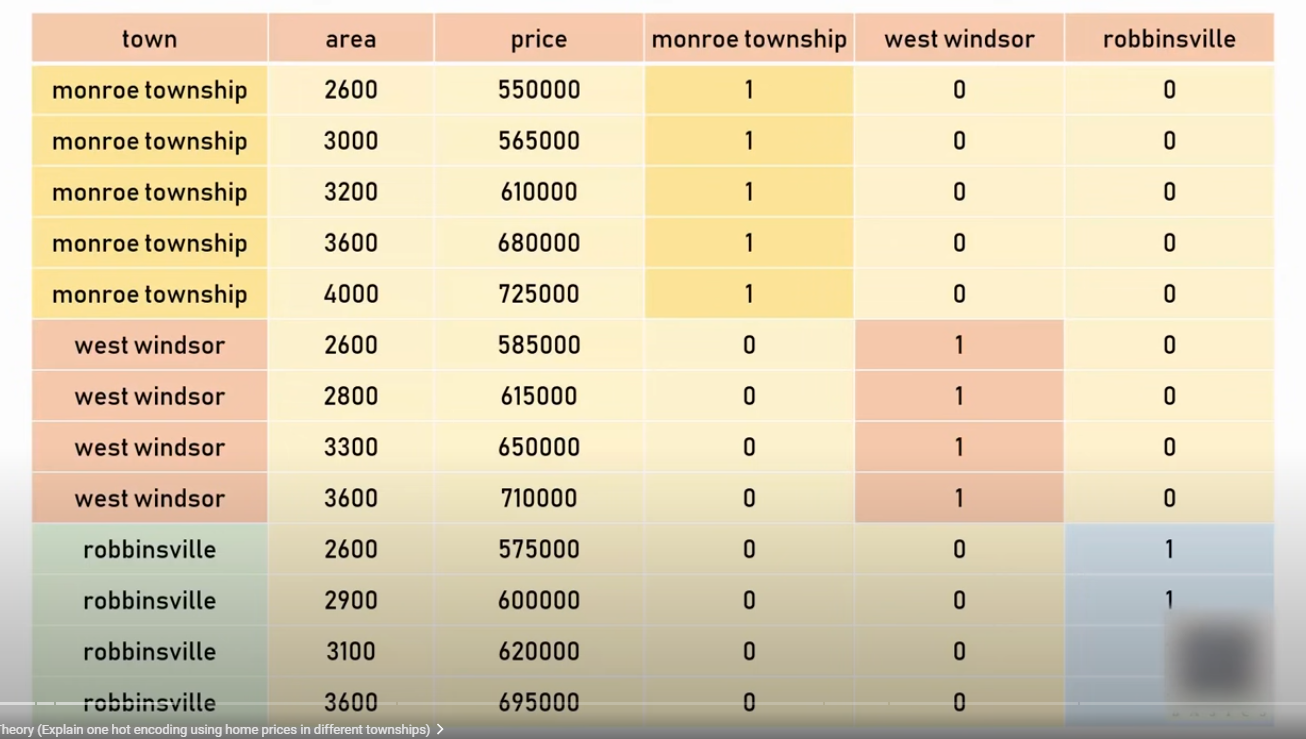 town area price monroe township west windsor robbinsville
monroe township 2600 550000 1 0 0
monroe township 3000 565000 1 0 0
monroe township 3200 610000 1 0 0
monroe township 3600 680000 1 0 0
monroe township 4000 725000 1 0 0
west windsor 2600 585000 0 1 0
west windsor 2800 615000 0 1 0
west windsor 3300 650000 0 1 0
west windsor 3600 710000 0 1 0
robbinsville 2600 575000 0 0 1
robbinsville 2900 600000 0 0 1
robbinsville 3100 620000 0 0
robbinsville 3600 695000 0 0
Theory (Explain one hot encoding using home prices in different townships)